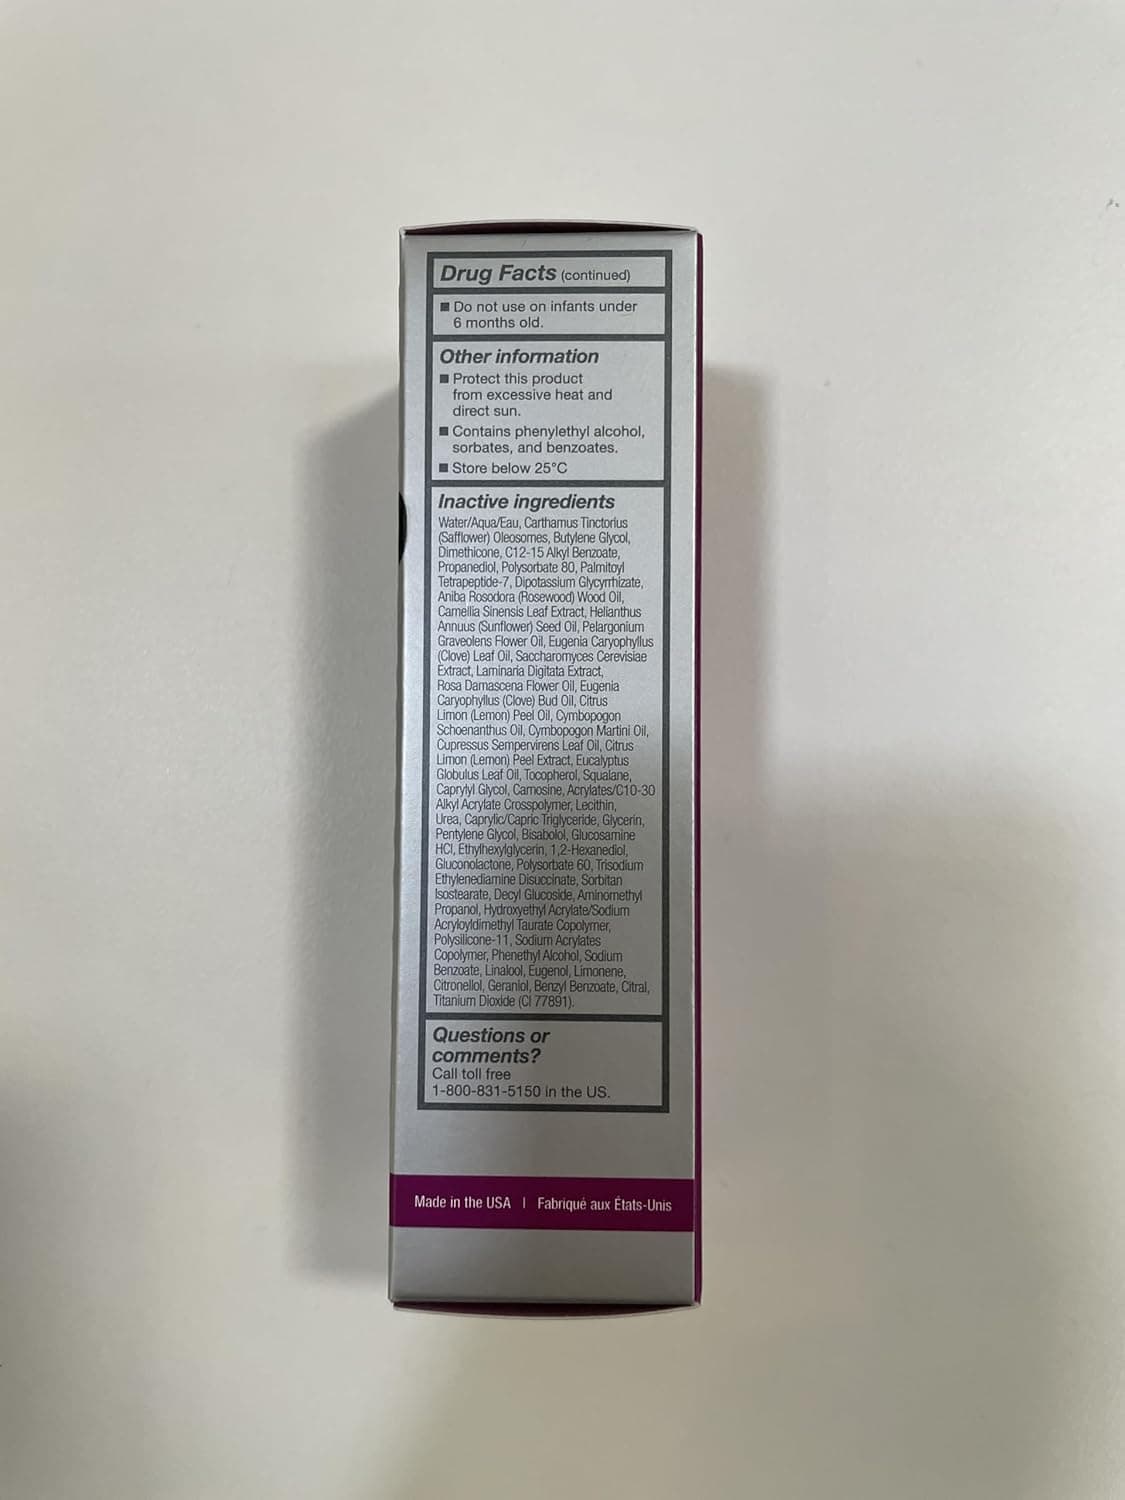 Drug Facts (continued)
■ Do not use on infants under
6 months old.
Other information
■ Protect this product
from excessive heat and
direct sun.
■ Contains phenylethyl alcohol,
sorbates, and benzoates.
■ Store below 25°C
Inactive ingredients
Water/Aqua/Eau, Carthamus Tinctorius
(Safflower) Oleosomes, Butylene Glycol,
Dimethicone, C12-15 Alkyl Benzoate,
Propanediol, Polysorbate 80, Palmitoyl
Tetrapeptide-7, Dipotassium Glycyrrhizate,
Aniba Rosodora (Rosewood) Wood Oil,
Camellia Sinensis Leaf Extract, Helianthus
Annuus (Sunflower) Seed Oil, Pelargonium
Graveolens Flower Oil, Eugenia Caryophyllus
(Clove) Leaf Oil, Saccharomyces Cerevisiae
Extract, Laminaria Digitata Extract,
Rosa Damascena Flower Oil, Eugenia
Caryophyllus (Clove) Bud Oil, Citrus
Limon (Lemon) Peel Oil, Cymbopogon
Schoenanthus Oil, Cymbopogon Martini Oil,
Cupressus Sempervirens Leaf Oil, Citrus
Limon (Lemon) Peel Extract, Eucalyptus
Globulus Leaf Oil, Tocopherol, Squalane,
Caprylyl Glycol, Carnosine, Acrylates/C10-30
Alkyl Acrylate Crosspolymer, Lecithin,
Urea, Caprylic/Capric Triglyceride, Glycerin,
Pentylene Glycol, Bisabolol, Glucosamine
HCl, Ethylhexylglycerin, 1,2-Hexanediol,
Gluconolactone, Polysorbate 60, Trisodium
Ethylenediamine Disuccinate, Sorbitan
Isostearate, Decyl Glucoside, Aminomethyl
Propanol, Hydroxyethyl Acrylate/Sodium
Acryloyldimethyl Taurate Copolymer,
Polysilicone-11, Sodium Acrylates
Copolymer, Phenethyl Alcohol, Sodium
Benzoate, Linalool, Eugenol, Limonene,
Citronellol, Geraniol, Benzyl Benzoate, Citral,
Titanium Dioxide (CI 77891).
Questions or
comments?
Call toll free
1-800-831-5150 in the US.
Made in the USA | Fabriqué aux États-Unis